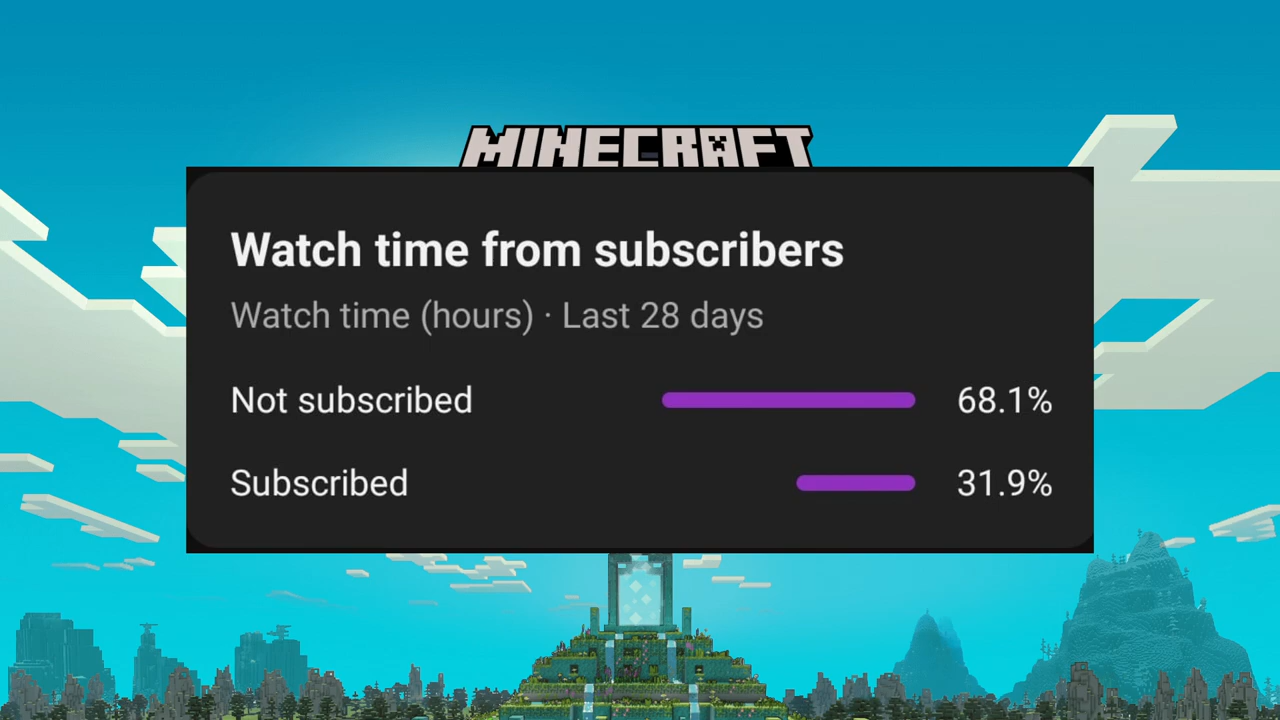 MINECRAFT
Watch time from subscribers
Watch time (hours) · Last 28 days
Not subscribed 68.1%
Subscribed 31.9%